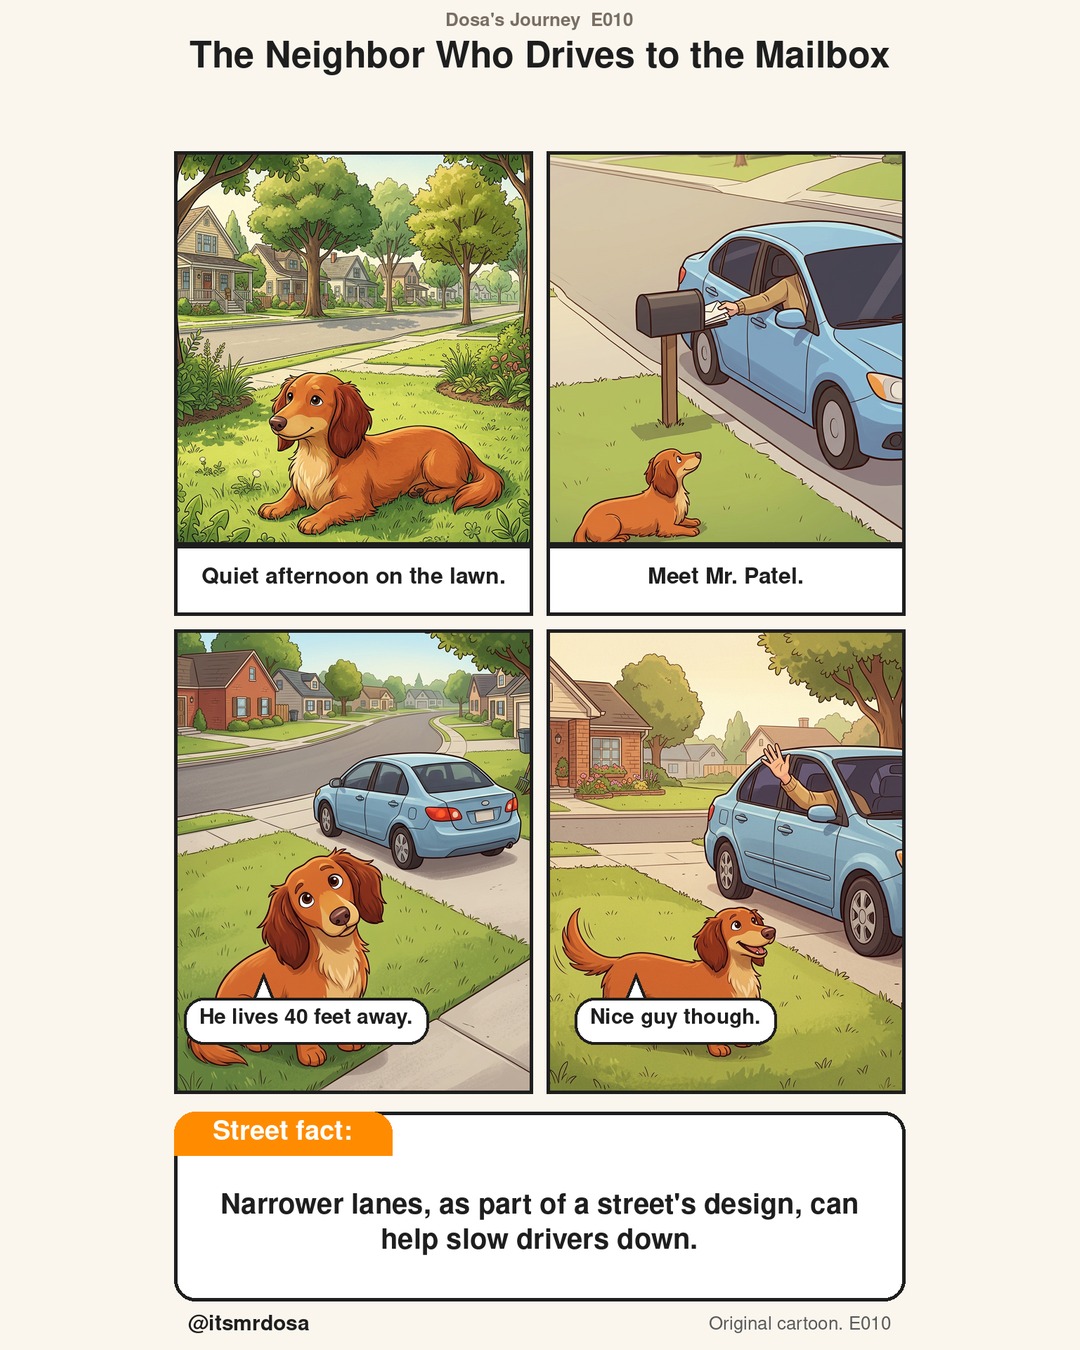 Dosa's Journey E010
The Neighbor Who Drives to the Mailbox
Quiet afternoon on the lawn.
Meet Mr. Patel.
He lives 40 feet away.
Nice guy though.
Street fact:
Narrower lanes, as part of a street's design, can
help slow drivers down.
@itsmrdosa
Original cartoon. E010